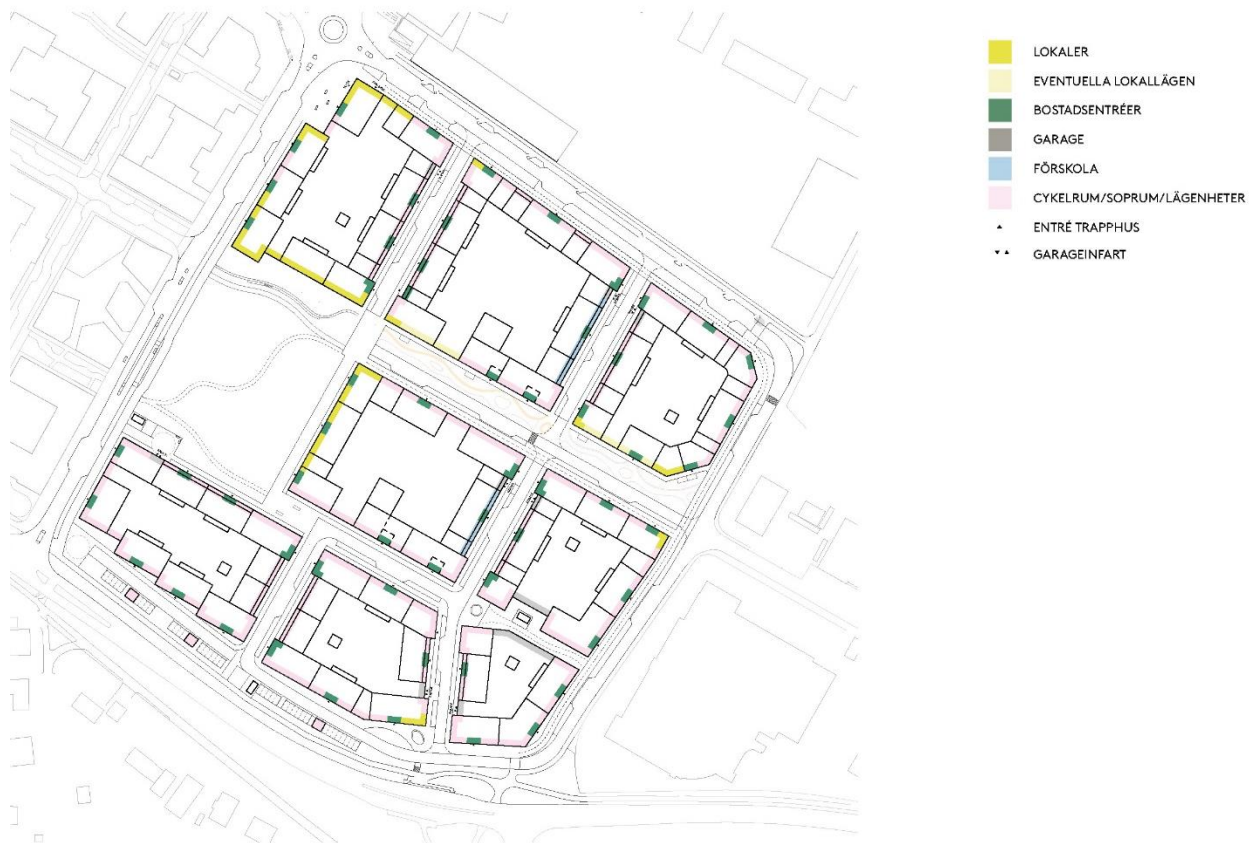 LOKALER
EVENTUELLA LOKALLÄGEN
BOSTADSENTRÉER
GARAGE
FÖRSKOLA
CYKELRUM/SOPRUM/LÄGENHETER
ENTRÉ TRAPPHUS
GARAGEINFART